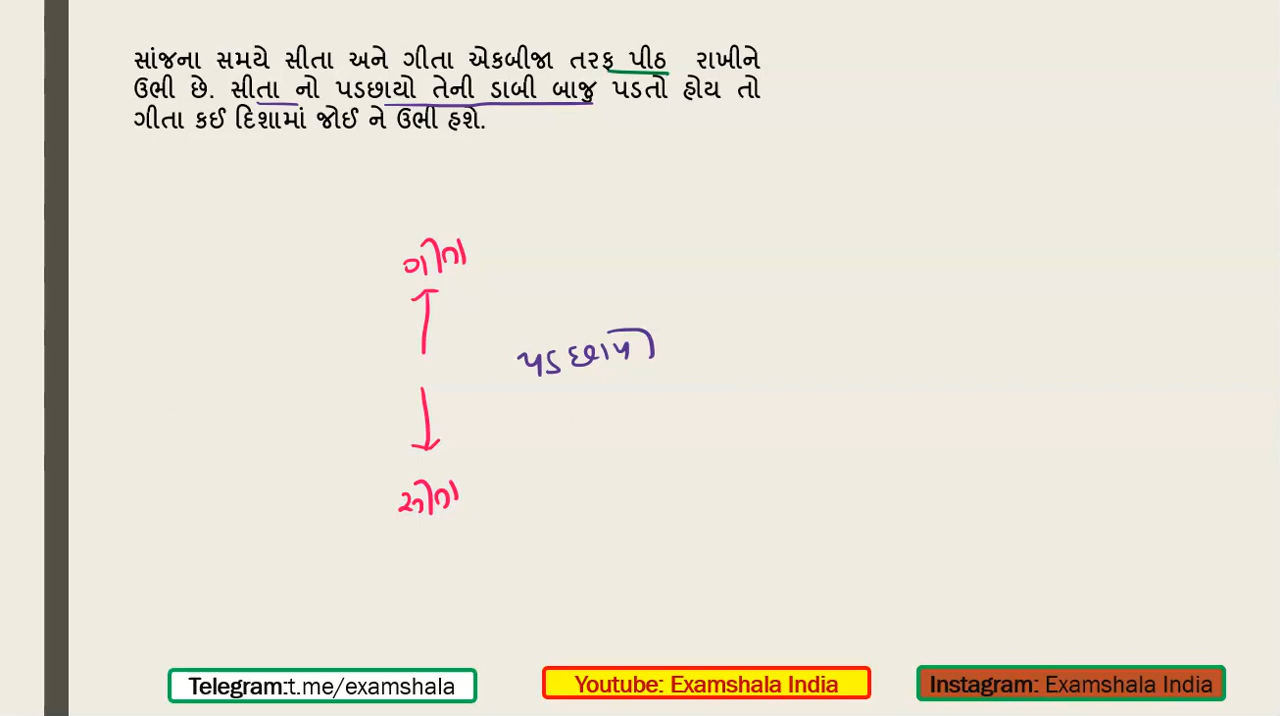 સાંજના સમયે સીતા અને ગીતા એકબીજા તરફ પીઠ રાખીને
ઉભી છે. સીતા નો પડછાયો તેની ડાબી બાજુ પડતો હોય તો
ગીતા કઈ દિશામાં જોઈ ને ઉભી હશે.
ગીતા
પડછાયો
સીતા
Telegram:t.me/examshala
Youtube: Examshala India
Instagram: Examshala India